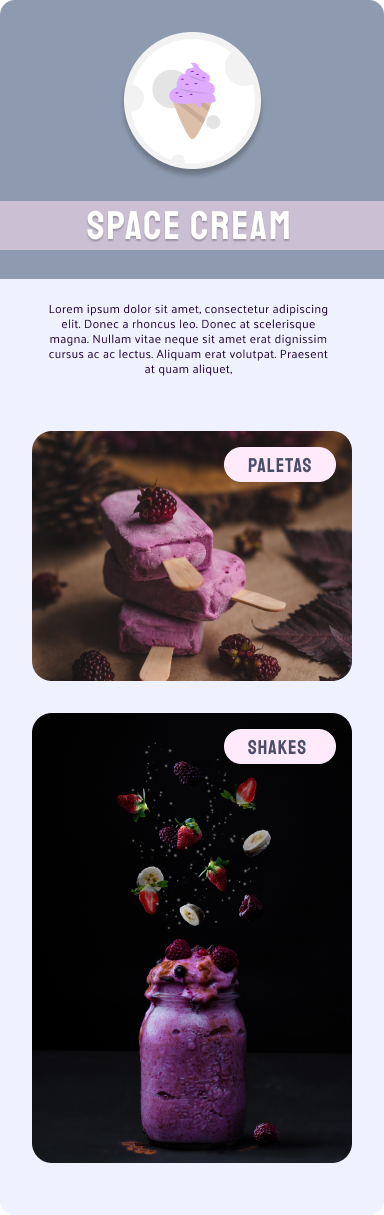 SPACE CREAM
Lorem ipsum dolor sit amet, consectetur adipiscing
elit. Donec a rhoncus leo. Donec at scelerisque
magna. Nullam vitae neque sit amet erat dignissim
cursus ac ac lectus. Aliquam erat volutpat. Praesent
at quam aliquet,
PALETAS
SHAKES